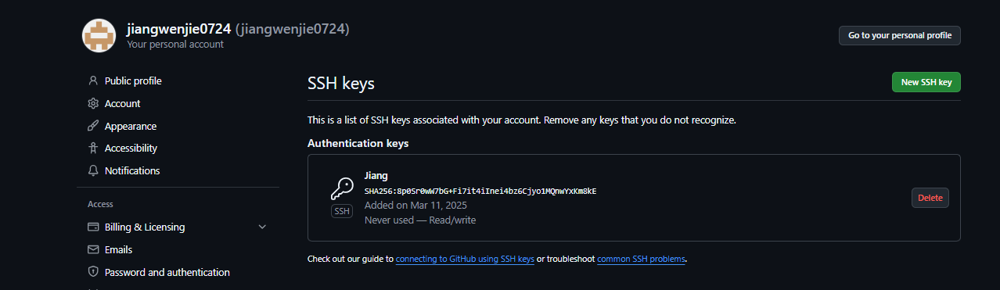 jiangwenjie0724 (jiangwenjie0724)
Your personal account
Go to your personal profile
Public profile
Account
Appearance
Accessibility
Notifications
Access
Billing & Licensing
Emails
Password and authentication
SSH keys
New SSH key
This is a list of SSH keys associated with your account. Remove any keys that you do not recognize.
Authentication keys
Jiang
SHA256:8p0Sr0wW7bG+Fi7it4iInei4bz6Cjyo1MQnwYxKm8kE
Added on Mar 11, 2025
Never used — Read/write
SSH
Delete
Check out our guide to connecting to GitHub using SSH keys or troubleshoot common SSH problems.